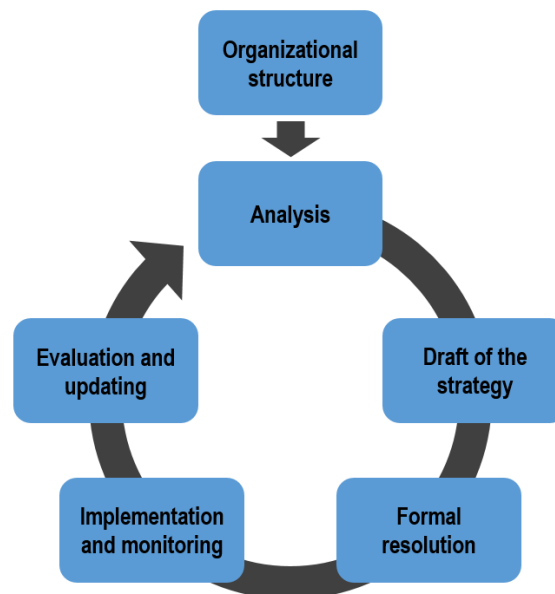 Organizational
structure
Analysis
Draft of the
strategy
Formal
resolution
Implementation
and monitoring
Evaluation and
updating